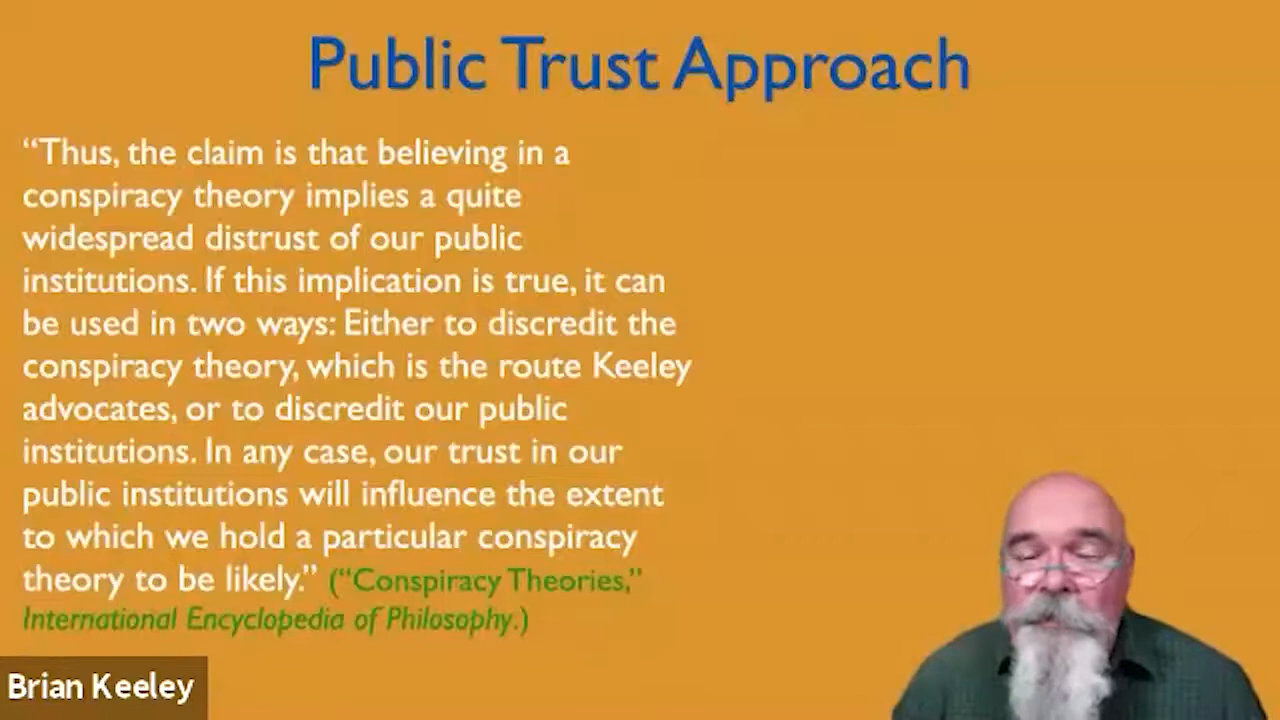 Public Trust Approach
“Thus, the claim is that believing in a
conspiracy theory implies a quite
widespread distrust of our public
institutions. If this implication is true, it can
be used in two ways: Either to discredit the
conspiracy theory, which is the route Keeley
advocates, or to discredit our public
institutions. In any case, our trust in our
public institutions will influence the extent
to which we hold a particular conspiracy
theory to be likely.” (“Conspiracy Theories,”
International Encyclopedia of Philosophy.)
Brian Keeley